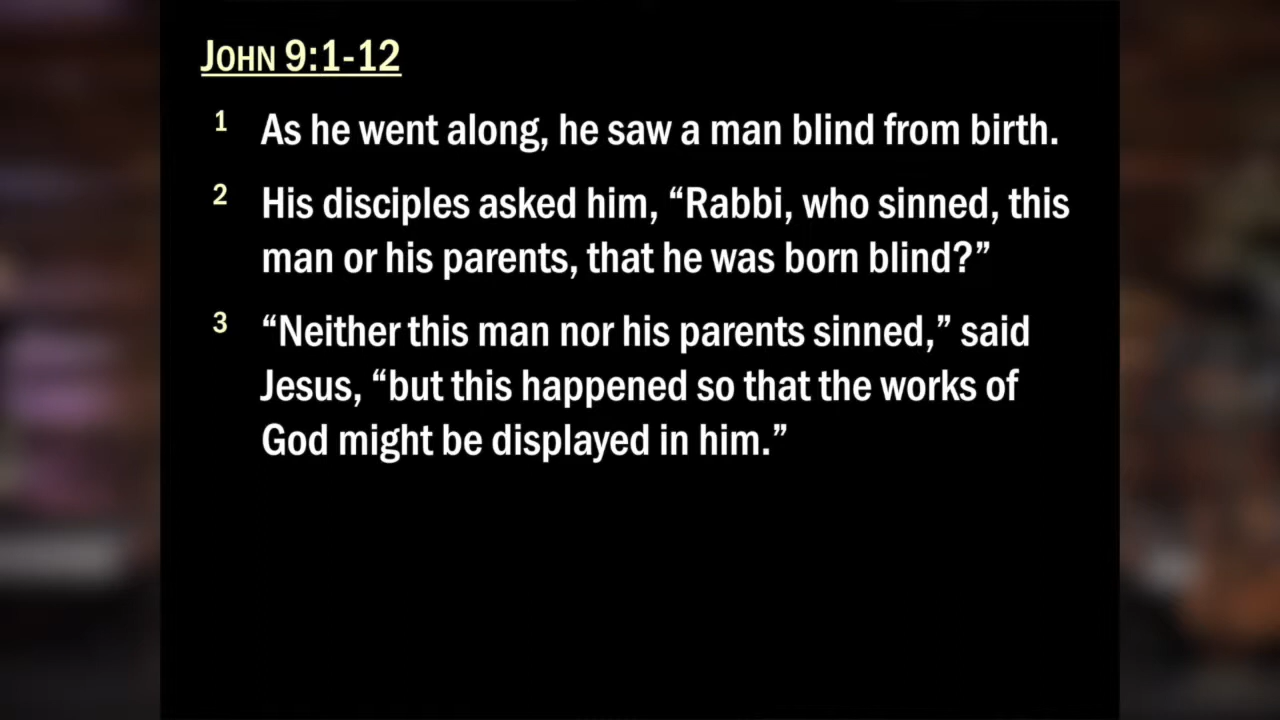 JOHN 9:1-12
1 As he went along, he saw a man blind from birth.
2 His disciples asked him, “Rabbi, who sinned, this
man or his parents, that he was born blind?”
3 “Neither this man nor his parents sinned,” said
Jesus, “but this happened so that the works of
God might be displayed in him.”